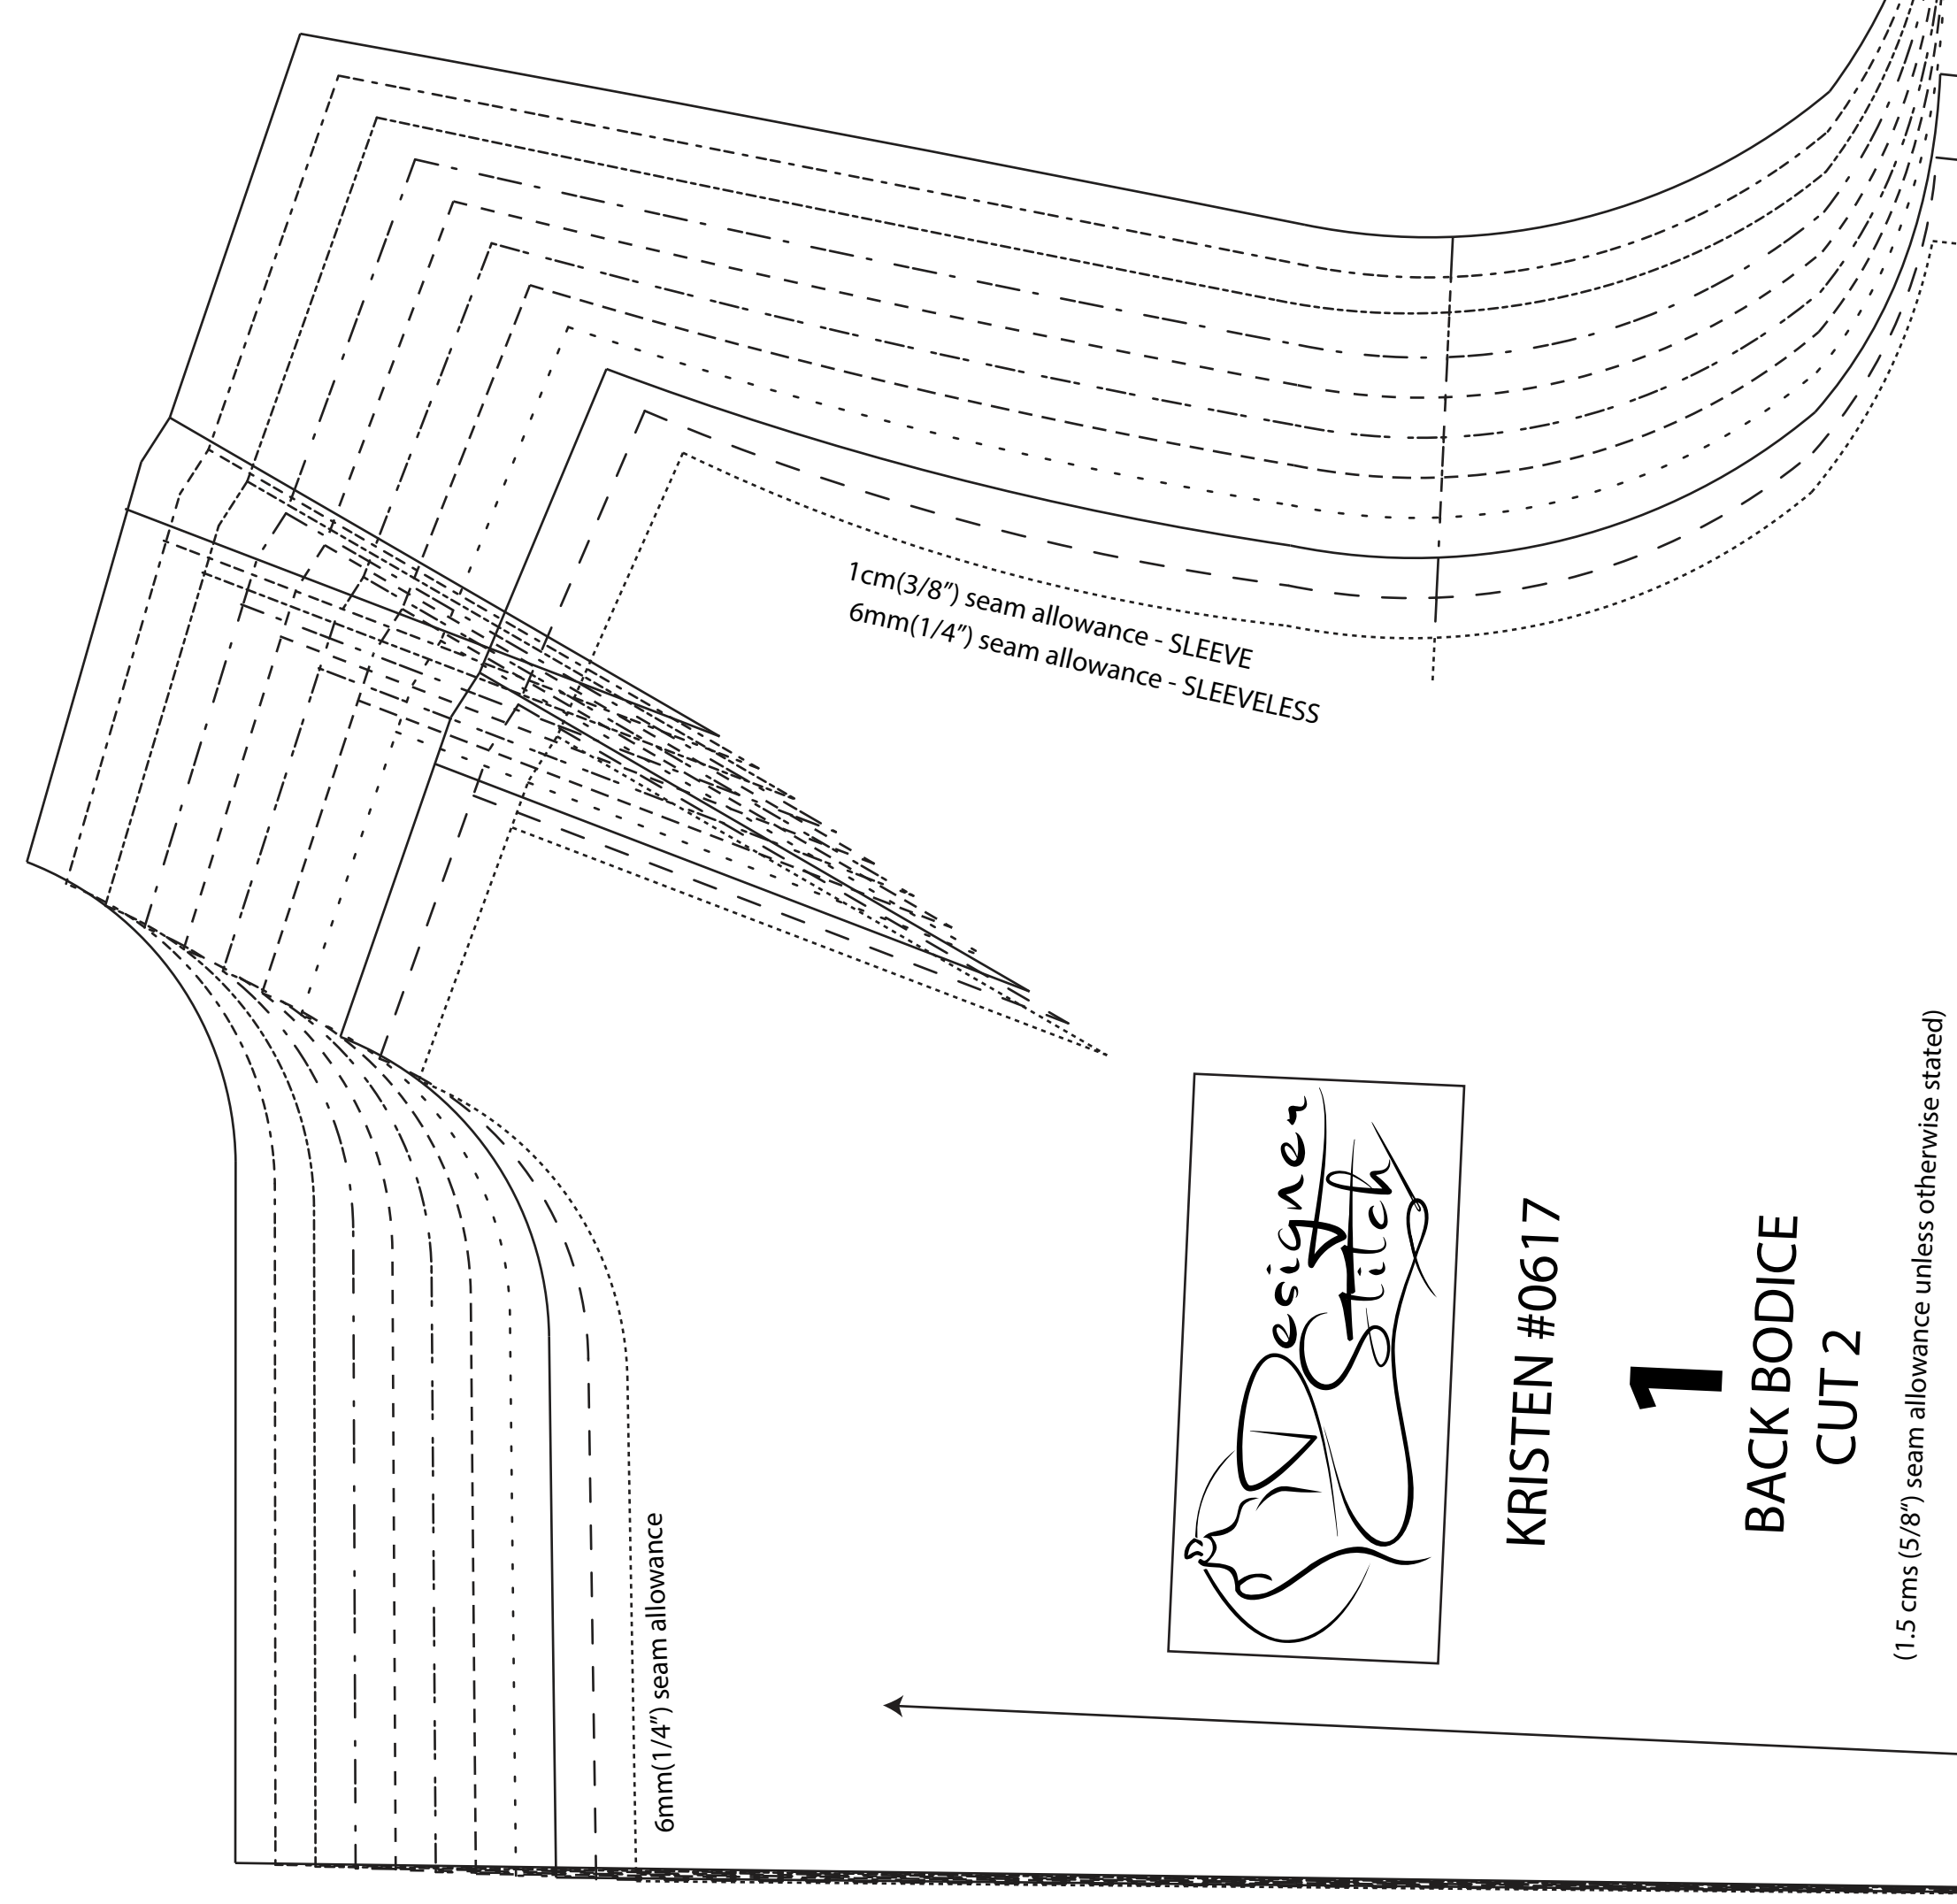 1cm(3/8") seam allowance - SLEEVE
6mm(1/4") seam allowance - SLEEVELESS
6mm(1/4") seam allowance
designer
Stitch
KRISTEN #0617
1
BACK BODICE
CUT 2
(1.5 cms (5/8") seam allowance unless otherwise stated)